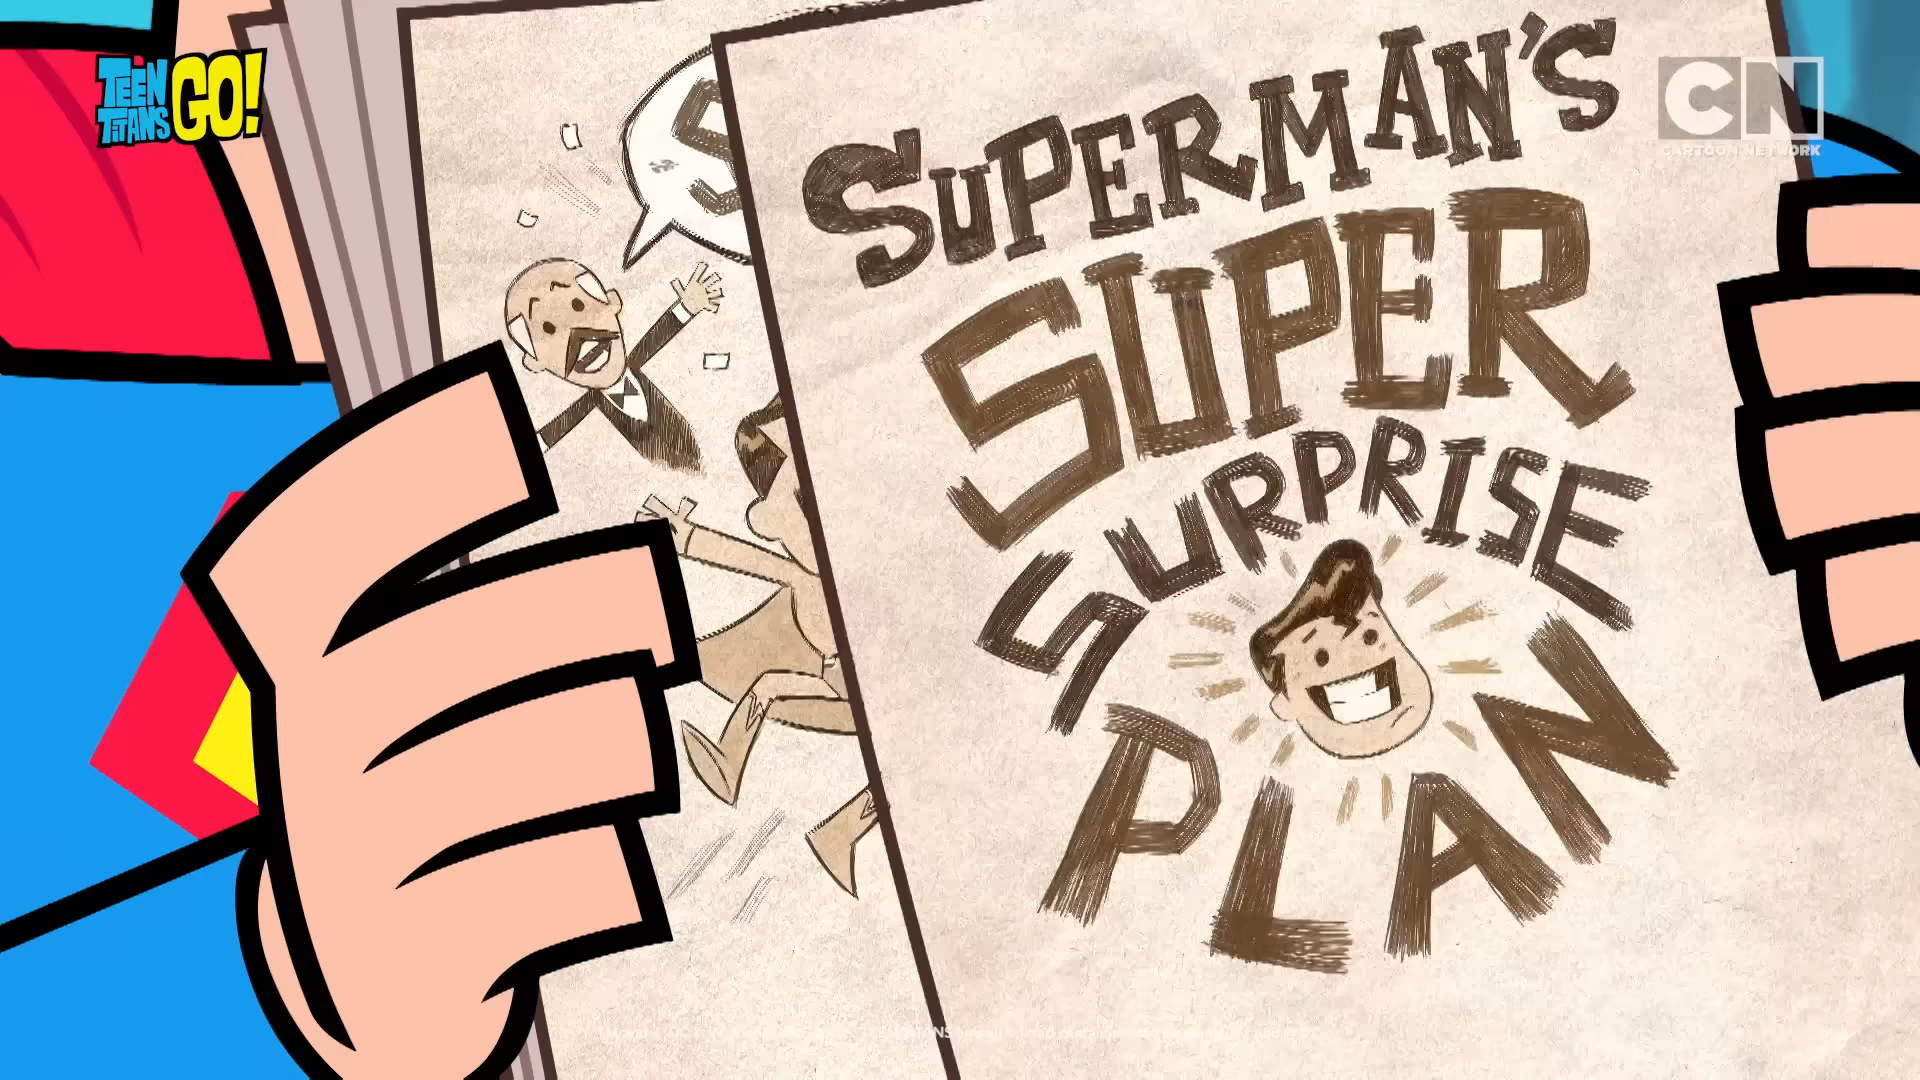 TEEN
TITANS
GO!
CN
CARTOON NETWORK
S
SUPERMAN'S
SUPER
SURPRISE
PLAN